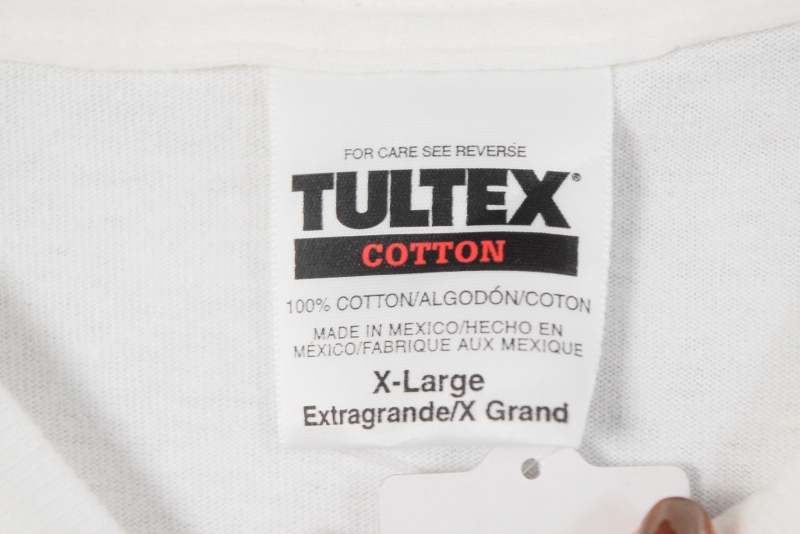 FOR CARE SEE REVERSE
TULTEX®
COTTON
100% COTTON/ALGODÓN/COTON
MADE IN MEXICO/HECHO EN
MÉXICO/FABRIQUE AUX MEXIQUE
X-Large
Extragrande/X Grand